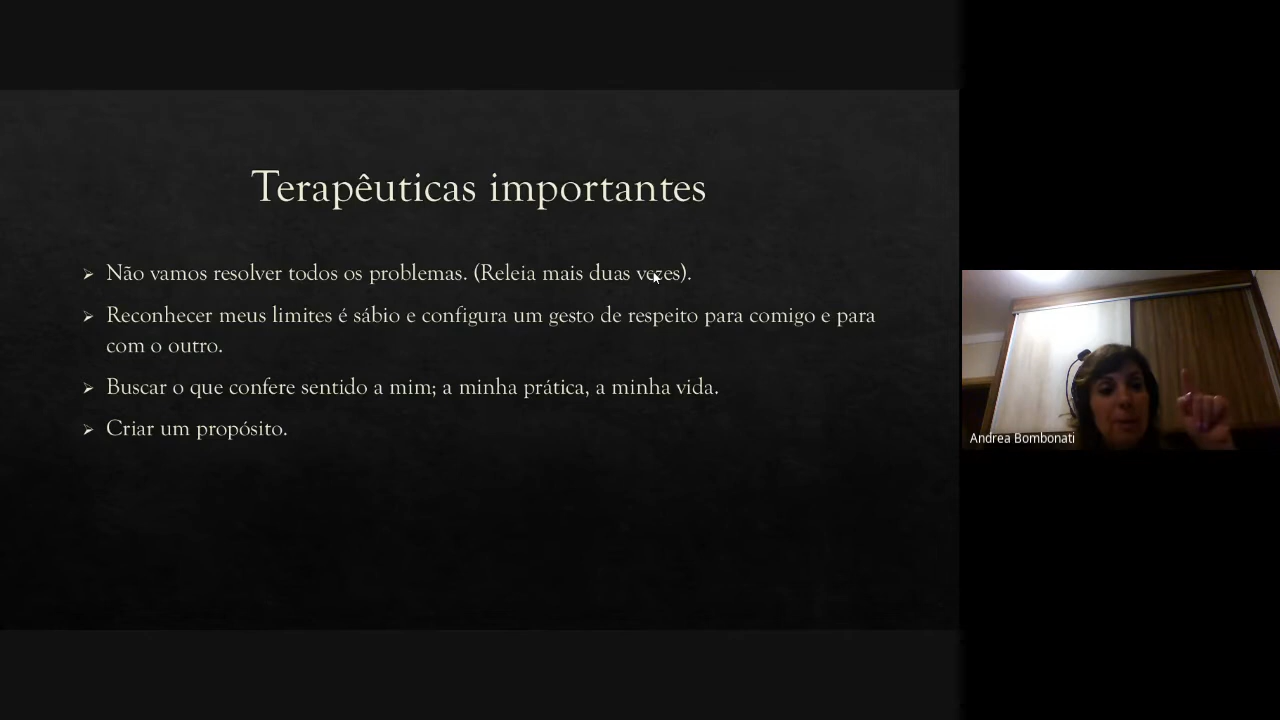 Terapêuticas importantes
Não vamos resolver todos os problemas. (Releia mais duas vezes).
Reconhecer meus limites é sábio e configura um gesto de respeito para comigo e para
com o outro.
Buscar o que confere sentido a mim; a minha prática, a minha vida.
Criar um propósito.
Andrea Bombonati